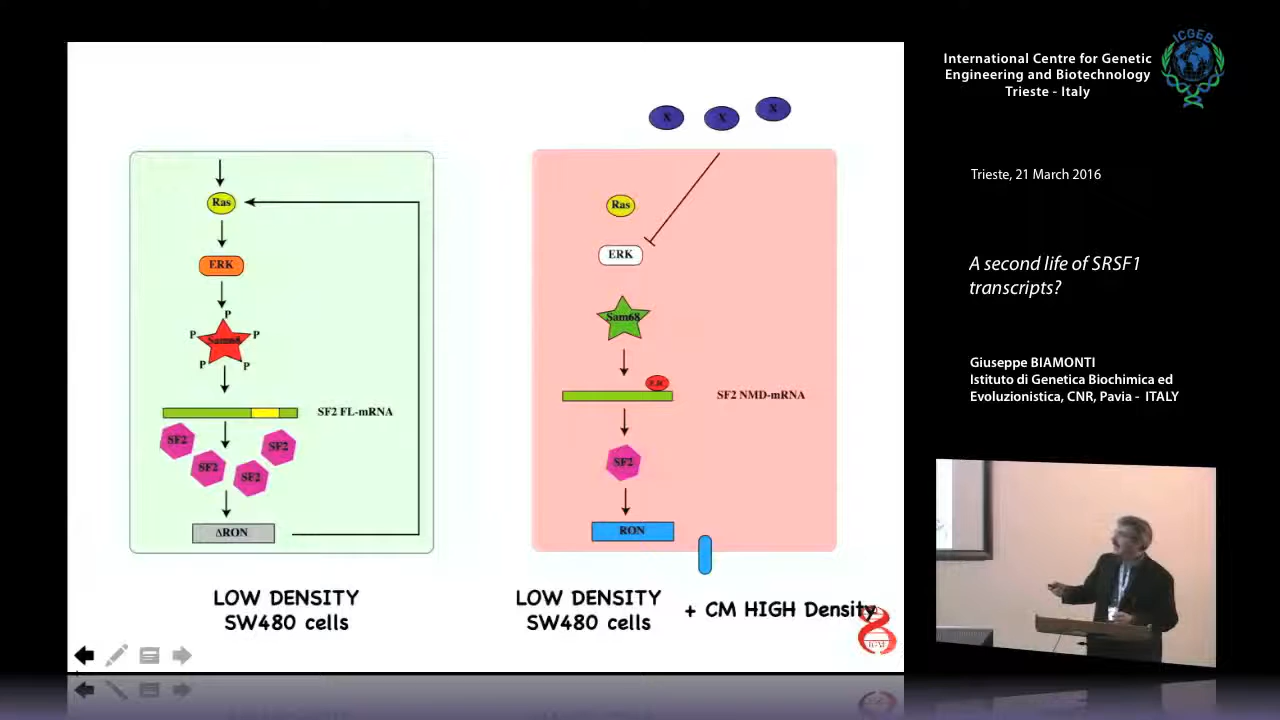 X
X
X
Ras
ERK
P
P
P
Sam68
P
P
SF2 FL-mRNA
SF2
SF2
SF2
SF2
ΔRON
LOW DENSITY
SW480 cells
Ras
ERK
Sam68
SF2 NMD-mRNA
SF2
RON
LOW DENSITY
SW480 cells
+ CM HIGH Density
IGM
ICGEB
International Centre for Genetic
Engineering and Biotechnology
Trieste - Italy
Trieste, 21 March 2016
A second life of SRSF1
transcripts?
Giuseppe BIAMONTI
Istituto di Genetica Biochimica ed
Evoluzionistica, CNR, Pavia - ITALY